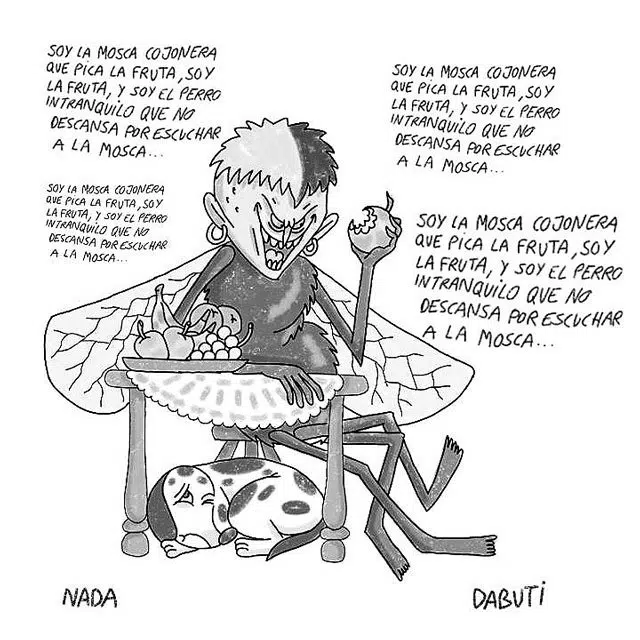 SOY LA MOSCA COJONERA
QUE PICA LA FRUTA, SOY
LA FRUTA, Y SOY EL PERRO
INTRANQUILO QUE NO
DESCANSA POR ESCUCHAR
A LA MOSCA...
SOY LA MOSCA COJONERA
QUE PICA LA FRUTA, SOY
LA FRUTA, Y SOY EL PERRO
INTRANQUILO QUE NO
DESCANSA POR ESCUCHAR
A LA MOSCA...
SOY LA MOSCA COJONERA
QUE PICA LA FRUTA, SOY
LA FRUTA, Y SOY EL PERRO
INTRANQUILO QUE NO
DESCANSA POR ESCUCHAR
A LA MOSCA...
SOY LA MOSCA COJONERA
QUE PICA LA FRUTA, SOY
LA FRUTA, Y SOY EL PERRO
INTRANQUILO QUE NO
DESCANSA POR ESCUCHAR
A LA MOSCA...
NADA
DABUTI